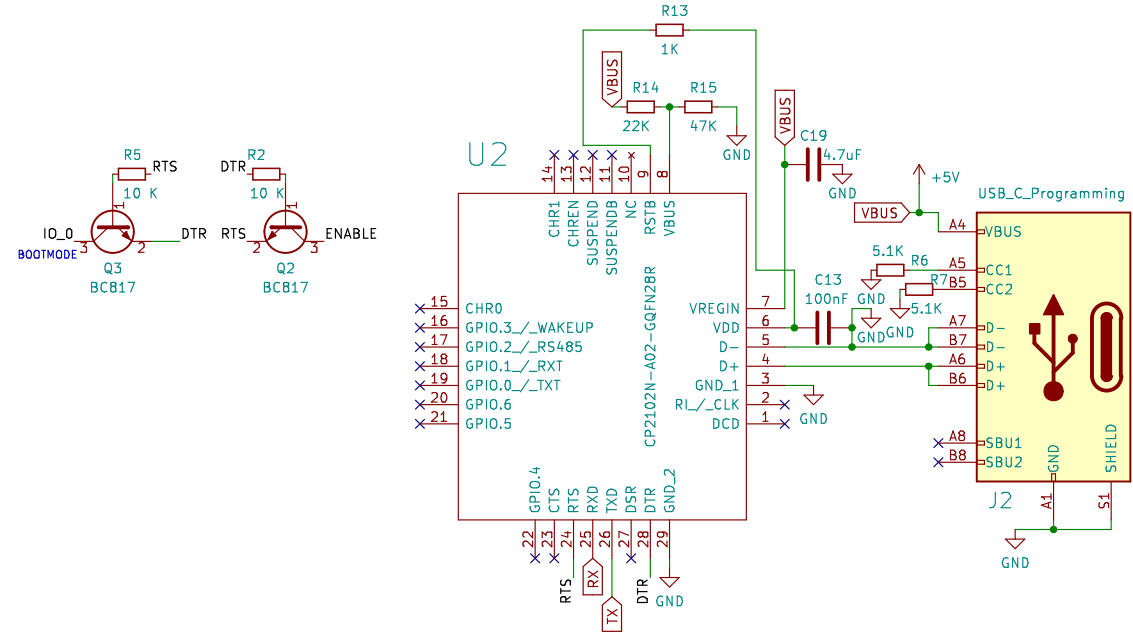 R13
1K
VBUS
R14
R15
22K
47K
GND
VBUS
C19
4.7uF
GND
+5V
VBUS
USB_C_Programming
R5
RTS
10 K
1
IO_0
BOOTMODE
3
2
DTR
Q3
BC817
R2
DTR
10 K
1
RTS
2
3
ENABLE
Q2
BC817
U2
14
13
12
11
10
9
8
CHR1
CHREN
SUSPEND
SUSPENDB
NC
RSTB
VBUS
CP2102N-A02-GQFN28R
15 CHR0
16 GPIO.3_/_WAKEUP
17 GPIO.2_/_RS485
18 GPIO.1_/_RXT
19 GPIO.0_/_TXT
20 GPIO.6
21 GPIO.5
VREGIN 7
VDD 6
D- 5
D+ 4
GND_1 3
RI_/_CLK 2
DCD 1
GPIO.4
CTS
RTS
RXD
TXD
DSR
DTR
GND_2
22
23
24
25
26
27
28
29
RTS
RX
TX
DTR
GND
C13
100nF
GND
GND
5.1K
R6
GND
R7
5.1K
GND
A4 VBUS
A5 CC1
B5 CC2
A7 D-
B7 D-
A6 D+
B6 D+
A8 SBU1
B8 SBU2
GND
SHIELD
J2
A1
S1
GND